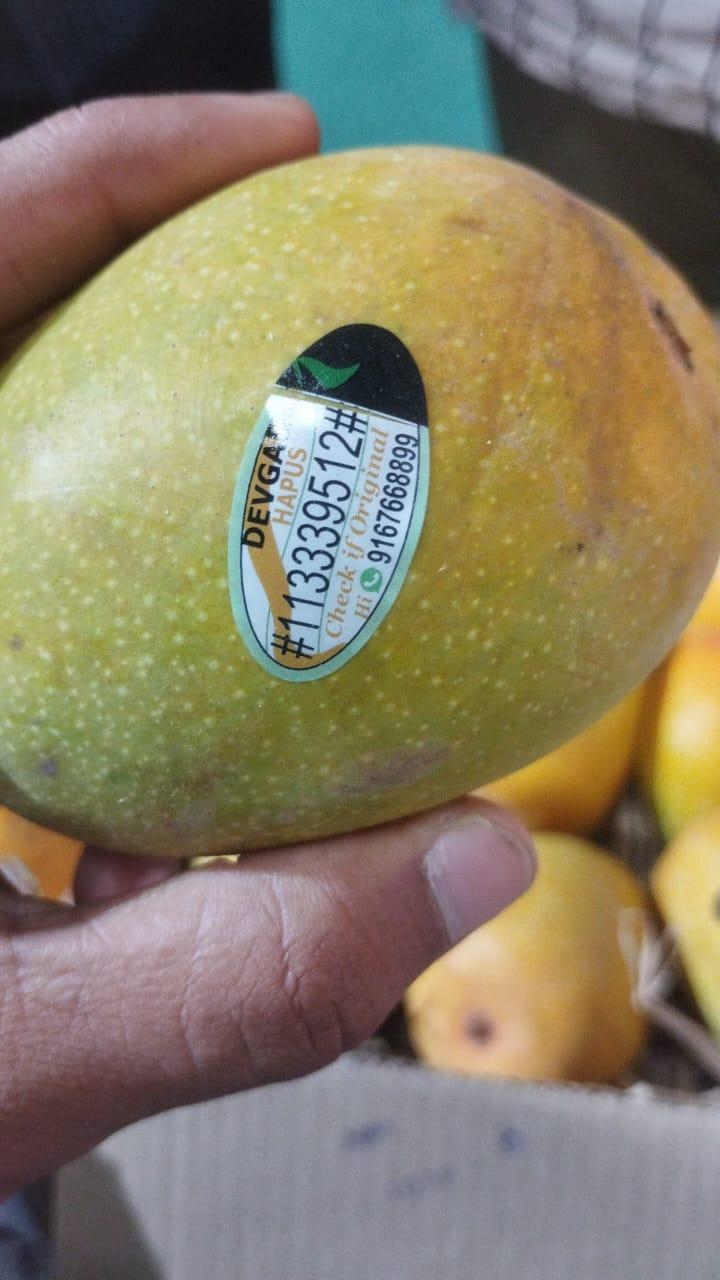 DEVGA
HAPUS
#113339512#
Check if Original
Hi 9167668899